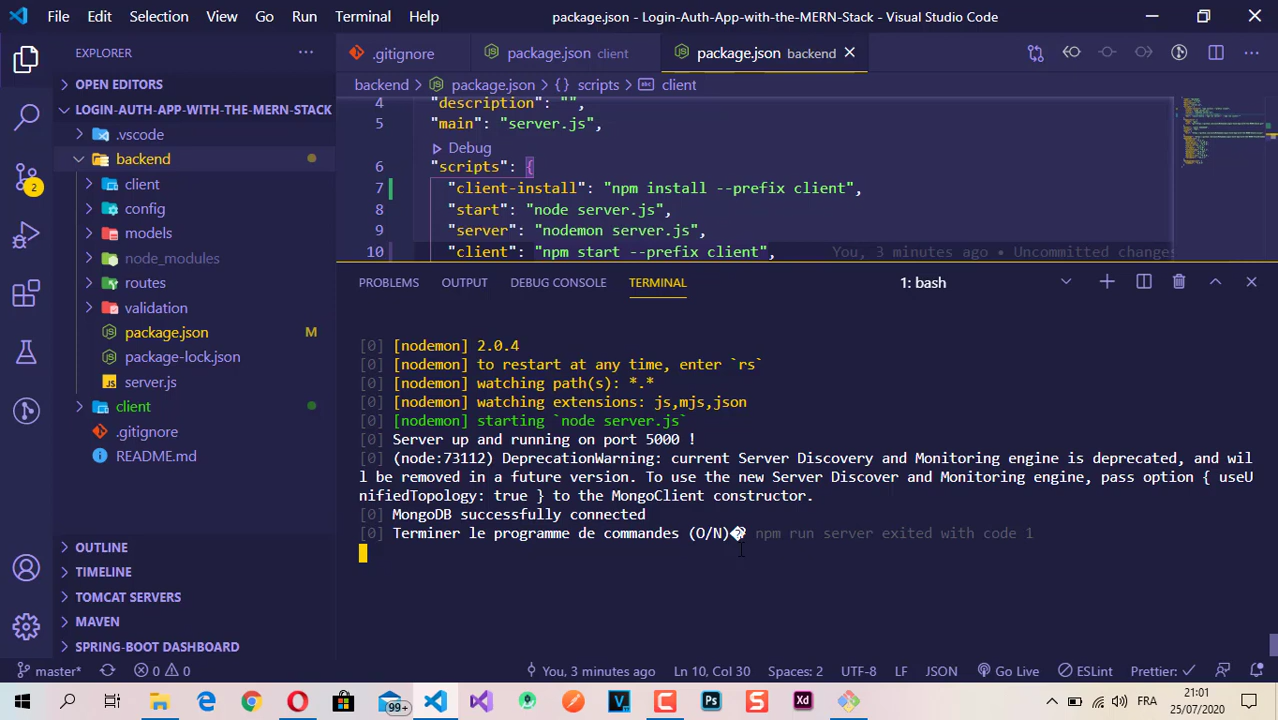 File Edit Selection View Go Run Terminal Help
package.json - Login-Auth-App-with-the-MERN-Stack - Visual Studio Code
EXPLORER
OPEN EDITORS
LOGIN-AUTH-APP-WITH-THE-MERN-STACK
.vscode
backend
client
config
models
node_modules
routes
validation
package.json M
package-lock.json
server.js
client
.gitignore
README.md
OUTLINE
TIMELINE
TOMCAT SERVERS
MAVEN
SPRING-BOOT DASHBOARD
2
.gitignore
package.json client
package.json backend
backend package.json {} scripts client
4 "description": "",
5 "main": "server.js",
Debug
6 "scripts": {
7 "client-install": "npm install --prefix client",
8 "start": "node server.js",
9 "server": "nodemon server.js",
10 "client": "npm start --prefix client", You, 3 minutes ago • Uncommitted changes
PROBLEMS OUTPUT DEBUG CONSOLE TERMINAL 1: bash
[0] [nodemon] 2.0.4
[0] [nodemon] to restart at any time, enter `rs`
[0] [nodemon] watching path(s): *.*
[0] [nodemon] watching extensions: js,mjs,json
[0] [nodemon] starting `node server.js`
[0] Server up and running on port 5000 !
[0] (node:73112) DeprecationWarning: current Server Discovery and Monitoring engine is deprecated, and wil
l be removed in a future version. To use the new Server Discover and Monitoring engine, pass option { useU
nifiedTopology: true } to the MongoClient constructor.
[0] MongoDB successfully connected
[0] Terminer le programme de commandes (O/N)�? npm run server exited with code 1
master* 0 0 You, 3 minutes ago Ln 10, Col 30 Spaces: 2 UTF-8 LF JSON Go Live ESLint Prettier: ✓
99+ FRA 21:01
25/07/2020